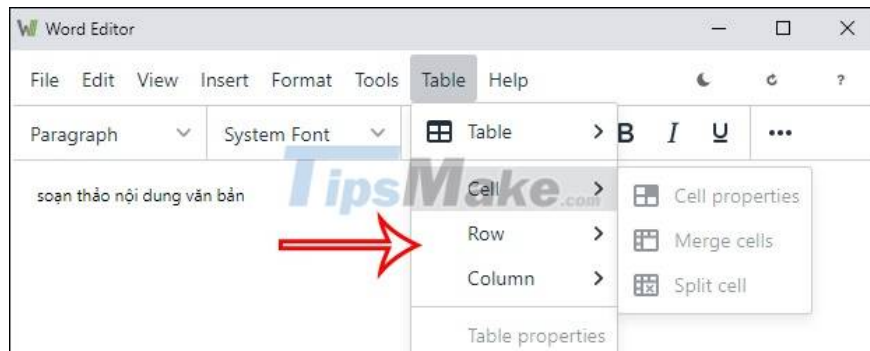 Word Editor
File Edit View Insert Format Tools Table Help ?
Paragraph System Font B I U
Table
soạn thảo nội dung văn bản
TipsMake.com
Cell
Cell properties
Row
Merge cells
Column
Split cell
Table properties